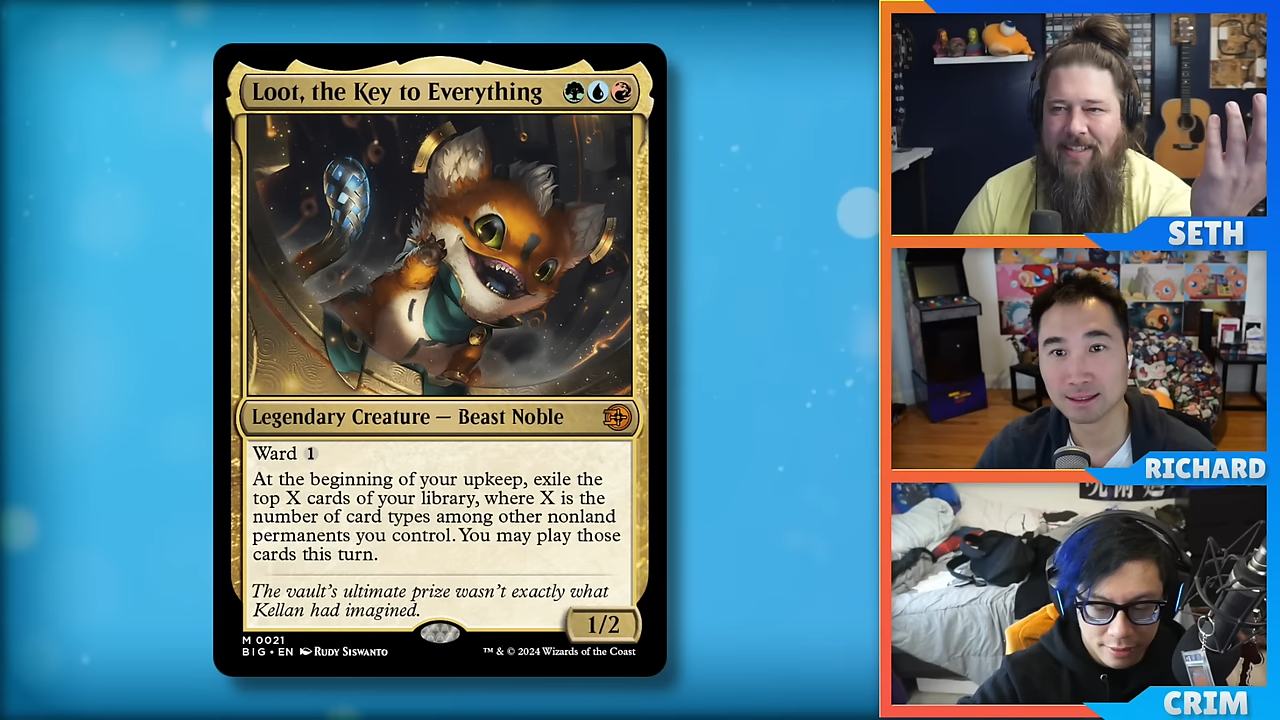 Loot, the Key to Everything
Legendary Creature — Beast Noble
Ward 1
At the beginning of your upkeep, exile the
top X cards of your library, where X is the
number of card types among other nonland
permanents you control. You may play those
cards this turn.
The vault's ultimate prize wasn't exactly what
Kellan had imagined.
1/2
M 0021
BIG • EN RUDY SISWANTO
™ & © 2024 Wizards of the Coast
SETH
RICHARD
CRIM